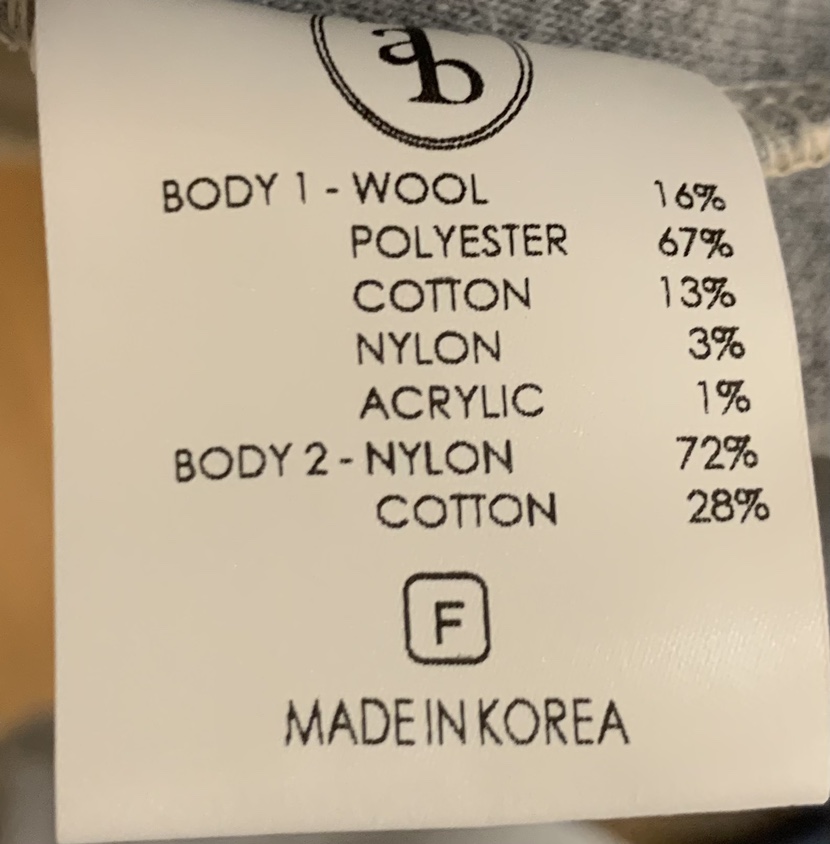 ab
BODY 1 - WOOL 16%
POLYESTER 67%
COTTON 13%
NYLON 3%
ACRYLIC 1%
BODY 2 - NYLON 72%
COTTON 28%
F
MADE IN KOREA